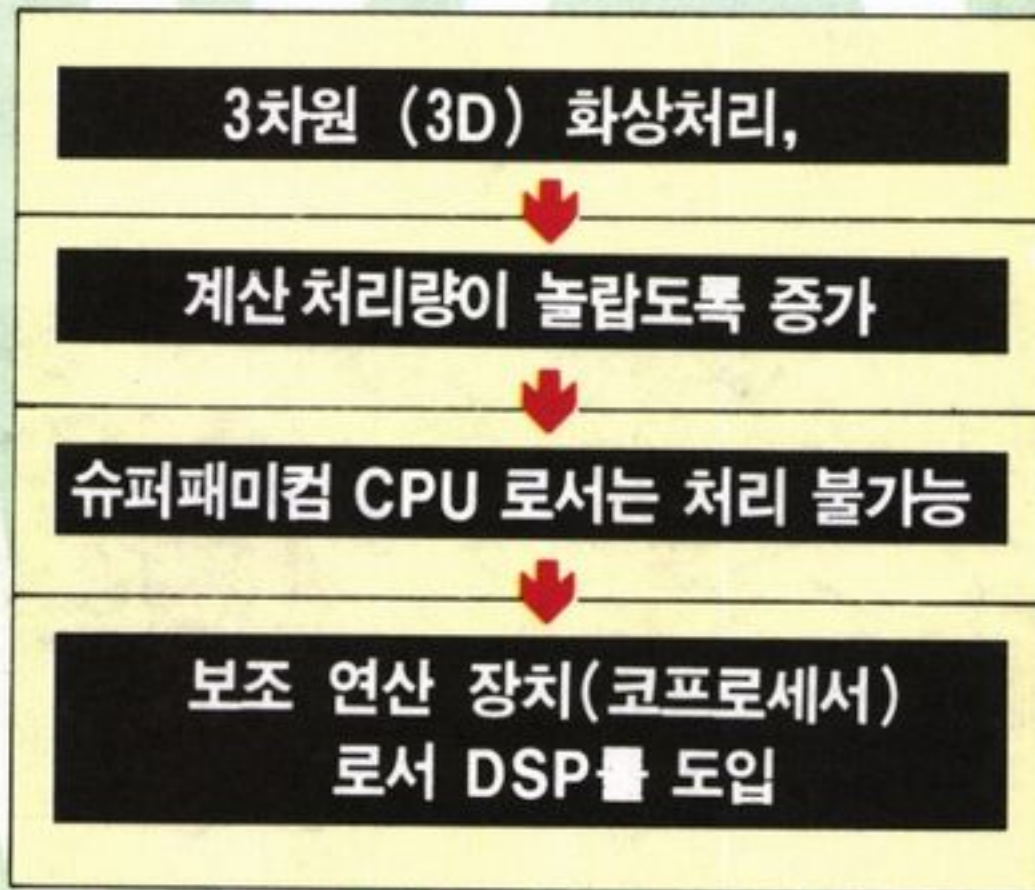 3차원 (3D) 화상처리,
계산 처리량이 놀랍도록 증가
슈퍼패미컴 CPU 로서는 처리 불가능
보조 연산 장치(코프로세서)
로서 DSP를 도입